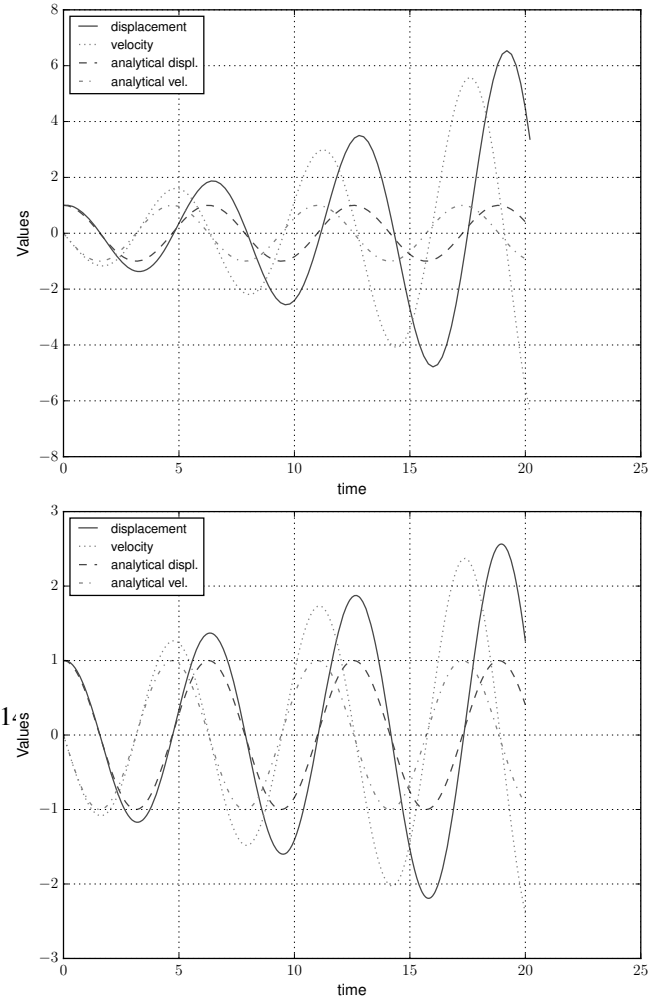 8
displacement
velocity
analytical displ.
analytical vel.
6
4
2
0
−2
−4
−6
−8
Values
0 5 10 15 20 25
time
3
displacement
velocity
analytical displ.
analytical vel.
2
1
0
−1
−2
−3
Values
0 5 10 15 20 25
time